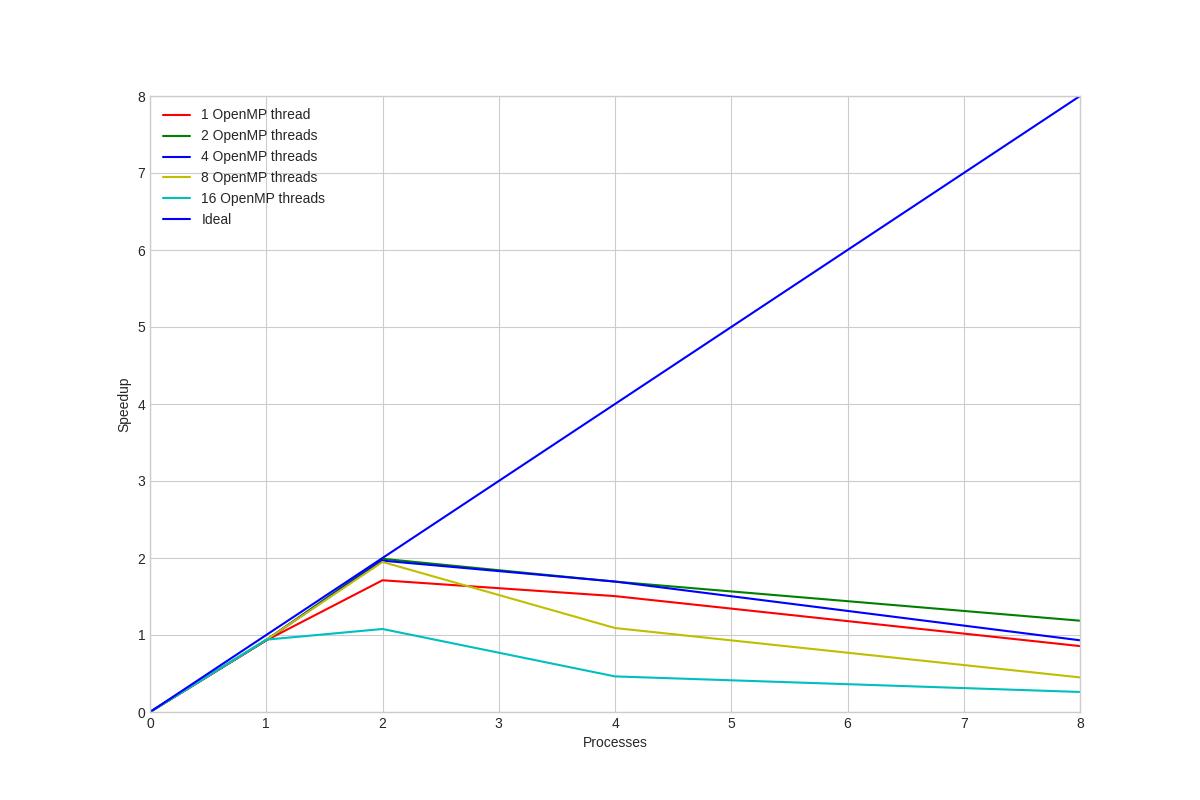 8
7
6
5
4
3
2
1
0
Speedup
1 OpenMP thread
2 OpenMP threads
4 OpenMP threads
8 OpenMP threads
16 OpenMP threads
Ideal
0 1 2 3 4 5 6 7 8
Processes